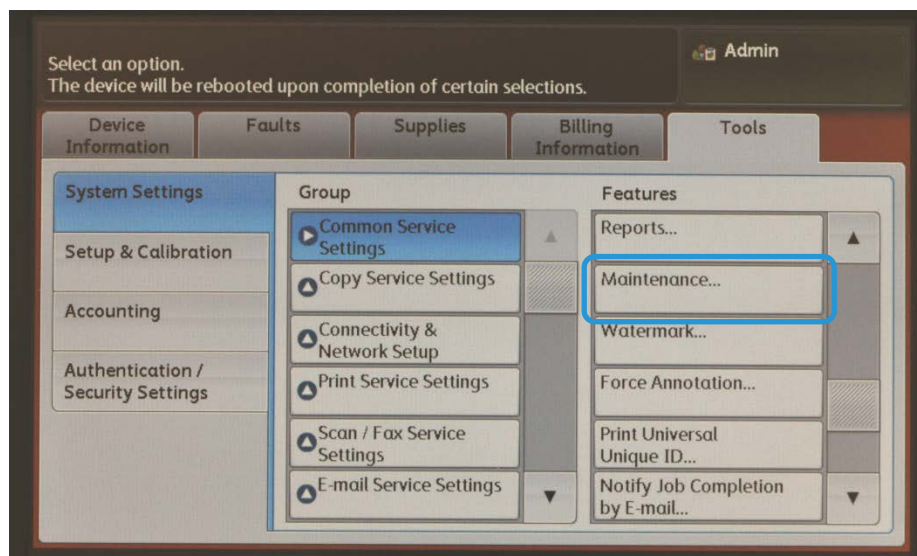 Select an option.
The device will be rebooted upon completion of certain selections.
Admin
Device
Information
Faults
Supplies
Billing
Information
Tools
System Settings
Setup & Calibration
Accounting
Authentication /
Security Settings
Group
Common Service
Settings
Copy Service Settings
Connectivity &
Network Setup
Print Service Settings
Scan / Fax Service
Settings
E-mail Service Settings
Features
Reports...
Maintenance...
Watermark...
Force Annotation...
Print Universal
Unique ID...
Notify Job Completion
by E-mail...